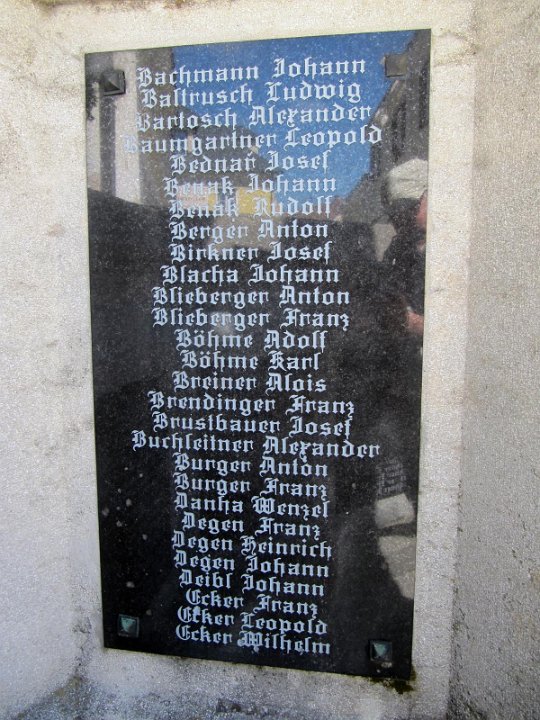 Bachmann Johann
Baltrusch Ludwig
Bartosch Alexander
Baumgartner Leopold
Bednař Josef
Benak Johann
Benak Rudolf
Berger Anton
Birkner Josef
Blacha Johann
Blieberger Anton
Blieberger Franz
Böhme Adolf
Böhme Karl
Breiner Alois
Brendinger Franz
Brustbauer Josef
Buchleitner Alexander
Burger Anton
Burger Franz
Danha Wenzel
Degen Franz
Degen Heinrich
Degen Johann
Deibl Johann
Ecker Franz
Ecker Leopold
Ecker Wilhelm